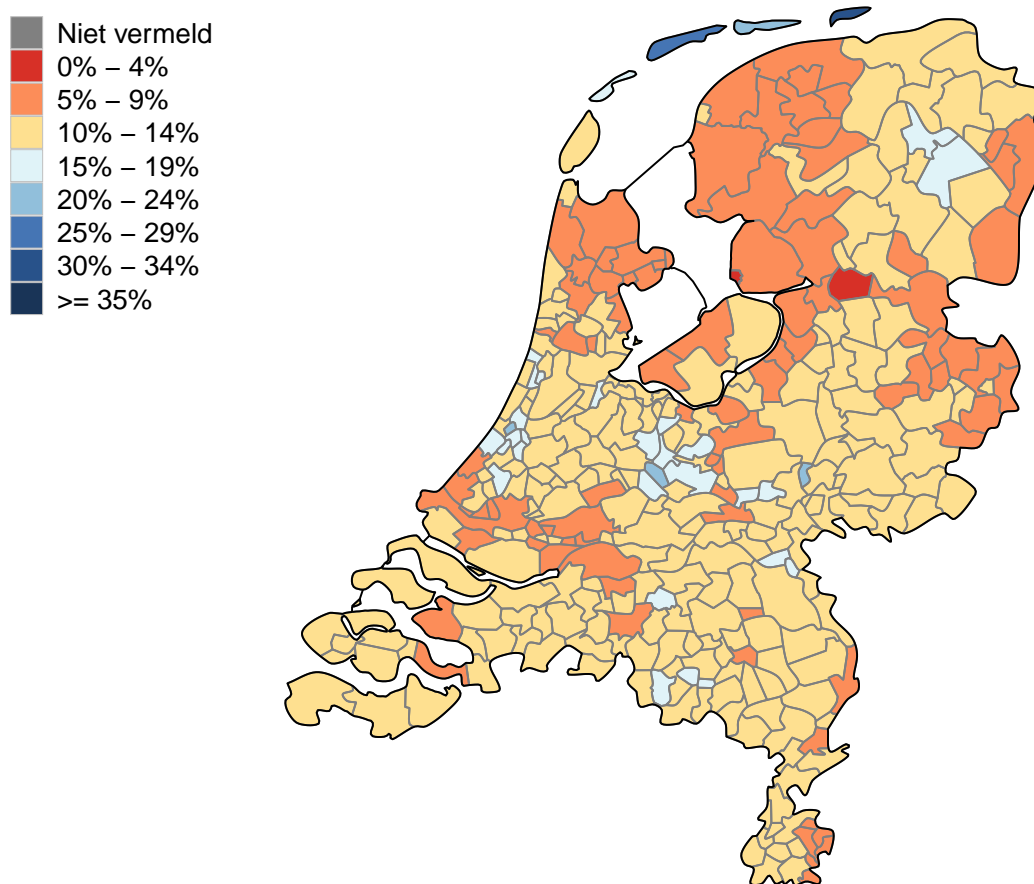 Niet vermeld
0% – 4%
5% – 9%
10% – 14%
15% – 19%
20% – 24%
25% – 29%
30% – 34%
>= 35%